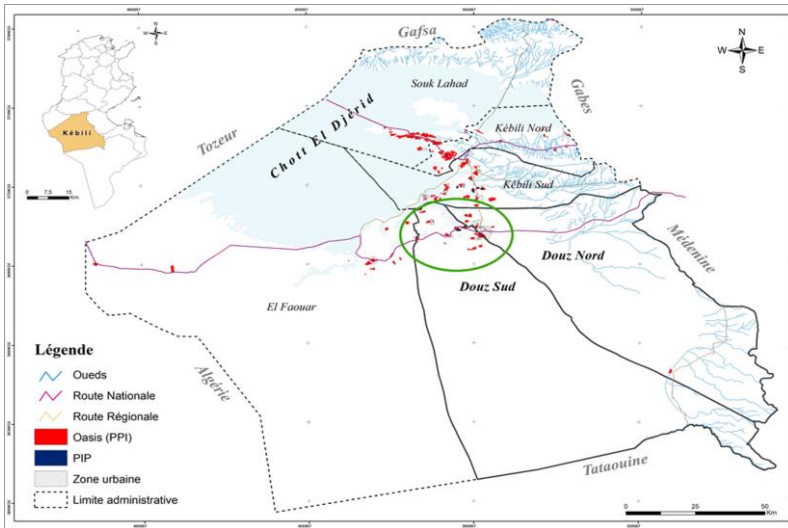 Gafsa
N
W E
S
N
W E
S
Souk Lahad
Gabes
Kébili
Kébili Nord
Tozeur
Chott El Djérid
Kébili Sud
0 7,5 15
Km
Médenine
Douz Nord
Douz Sud
El Faouar
Légende
Oueds
Algérie
Route Nationale
Route Régionale
Oasis (PPI)
PIP
Zone urbaine
Tataouine
Limite administrative
0 25 50
Km